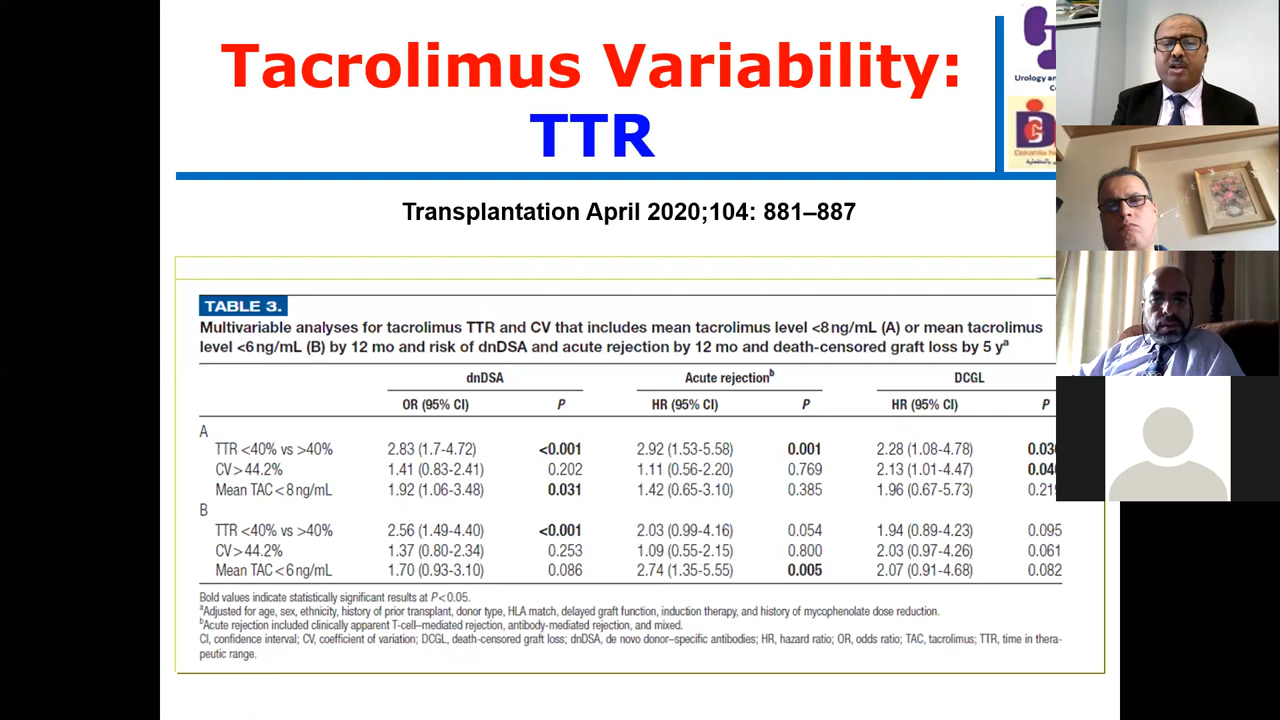 Tacrolimus Variability:
TTR
Urology and
Transplantation April 2020;104: 881–887
TABLE 3.
Multivariable analyses for tacrolimus TTR and CV that includes mean tacrolimus level <8 ng/mL (A) or mean tacrolimus
level <6 ng/mL (B) by 12 mo and risk of dnDSA and acute rejection by 12 mo and death-censored graft loss by 5 yᵃ
dnDSA Acute rejectionᵇ DCGL
OR (95% CI) P HR (95% CI) P HR (95% CI) P
A
TTR <40% vs >40% 2.83 (1.7-4.72) <0.001 2.92 (1.53-5.58) 0.001 2.28 (1.08-4.78)
CV > 44.2% 1.41 (0.83-2.41) 0.202 1.11 (0.56-2.20) 0.769 2.13 (1.01-4.47)
Mean TAC < 8 ng/mL 1.92 (1.06-3.48) 0.031 1.42 (0.65-3.10) 0.385 1.96 (0.67-5.73)
B
TTR <40% vs >40% 2.56 (1.49-4.40) <0.001 2.03 (0.99-4.16) 0.054 1.94 (0.89-4.23) 0.095
CV > 44.2% 1.37 (0.80-2.34) 0.253 1.09 (0.55-2.15) 0.800 2.03 (0.97-4.26) 0.061
Mean TAC < 6 ng/mL 1.70 (0.93-3.10) 0.086 2.74 (1.35-5.55) 0.005 2.07 (0.91-4.68) 0.082
Bold values indicate statistically significant results at P < 0.05.
ᵃAdjusted for age, sex, ethnicity, history of prior transplant, donor type, HLA match, delayed graft function, induction therapy, and history of mycophenolate dose reduction.
ᵇAcute rejection included clinically apparent T-cell–mediated rejection, antibody-mediated rejection, and mixed.
CI, confidence interval; CV, coefficient of variation; DCGL, death-censored graft loss; dnDSA, de novo donor–specific antibodies; HR, hazard ratio; OR, odds ratio; TAC, tacrolimus; TTR, time in thera-
peutic range.